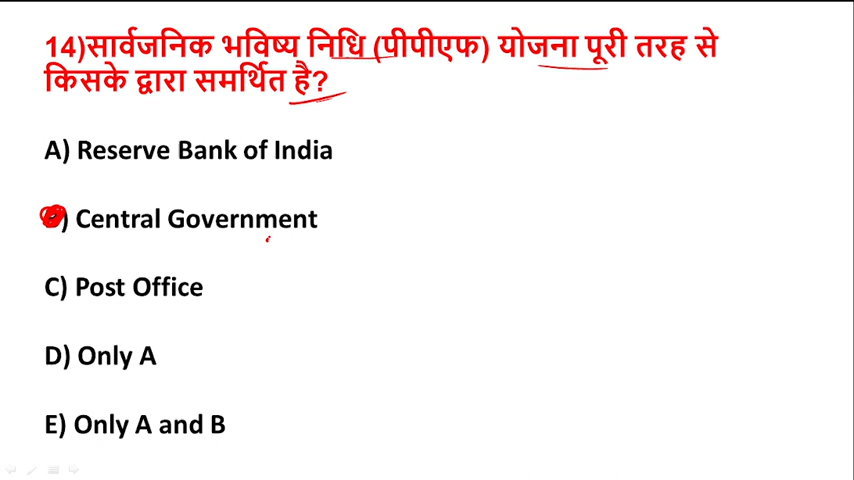 14)सार्वजनिक भविष्य निधि (पीपीएफ) योजना पूरी तरह से
किसके द्वारा समर्थित है?
A) Reserve Bank of India
) Central Government
C) Post Office
D) Only A
E) Only A and B